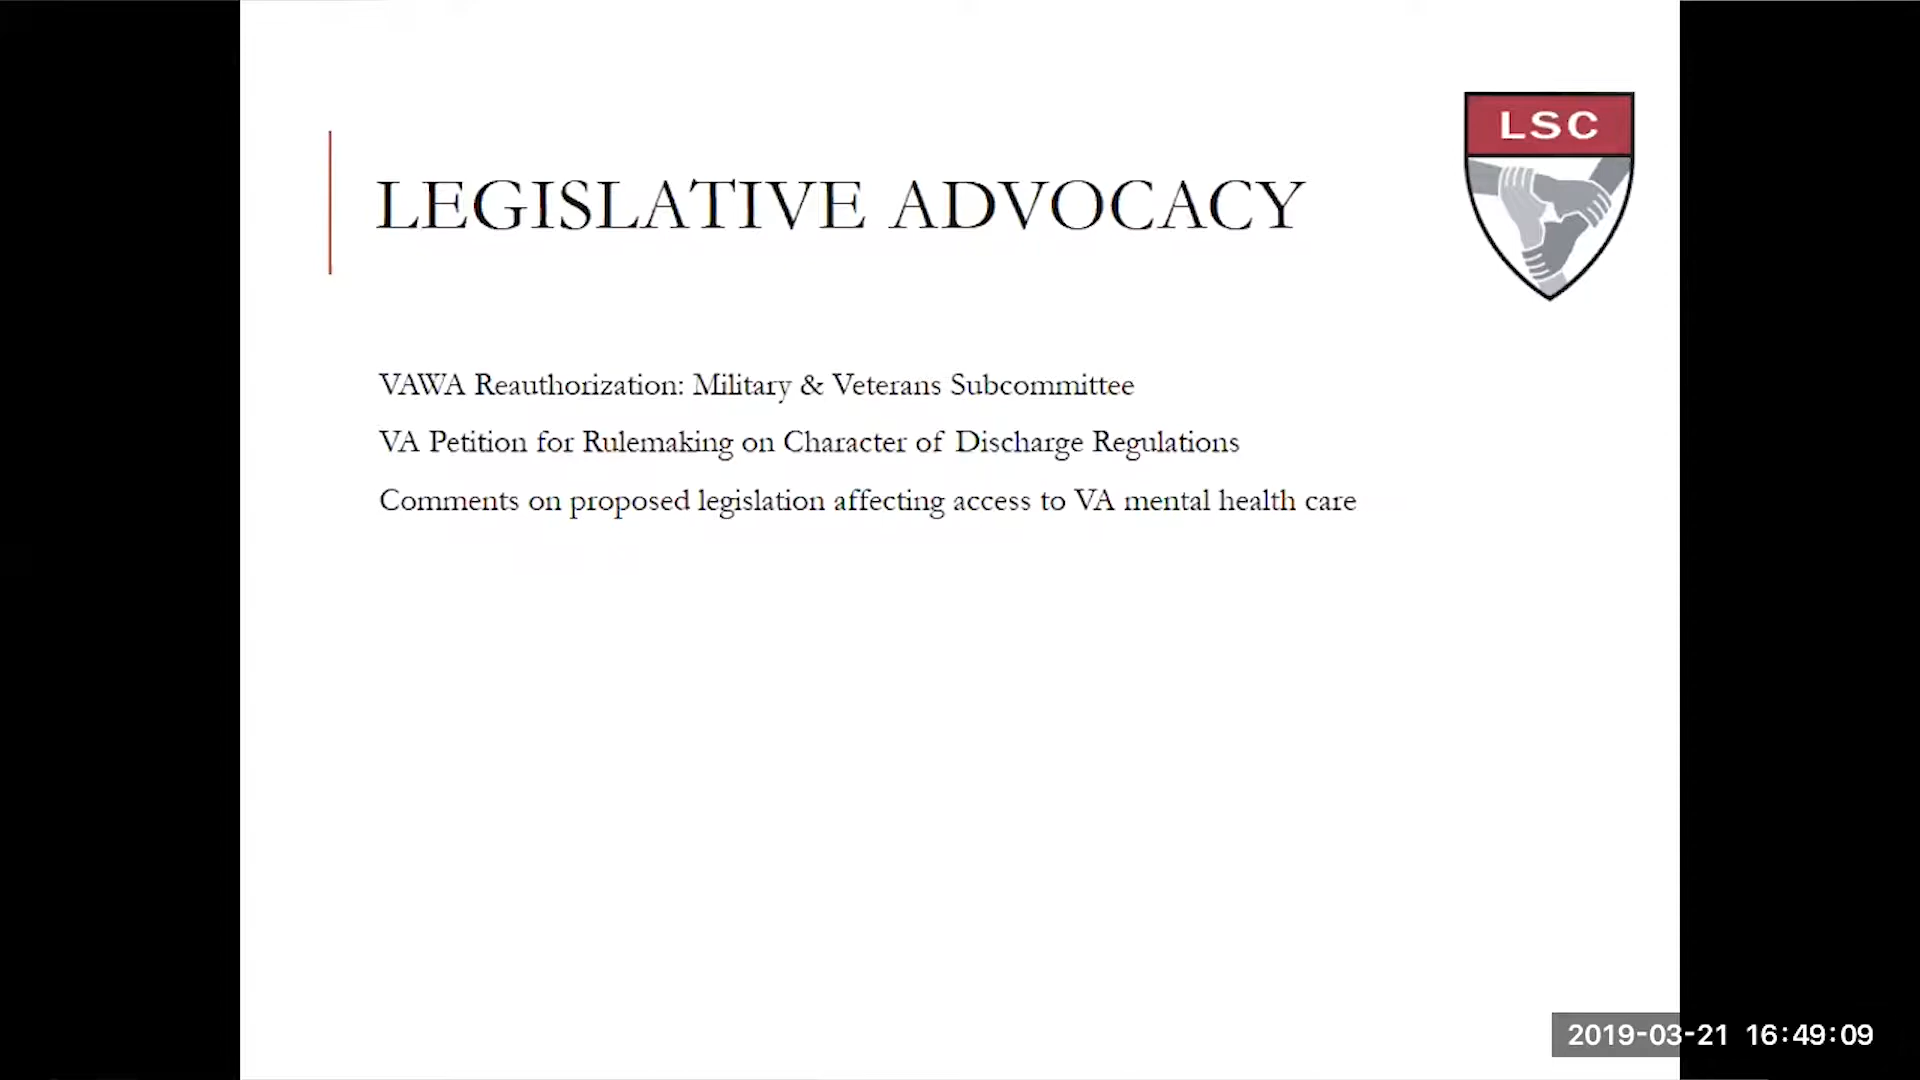 LSC
LEGISLATIVE ADVOCACY
VAWA Reauthorization: Military & Veterans Subcommittee
VA Petition for Rulemaking on Character of Discharge Regulations
Comments on proposed legislation affecting access to VA mental health care
2019-03-21 16:49:09